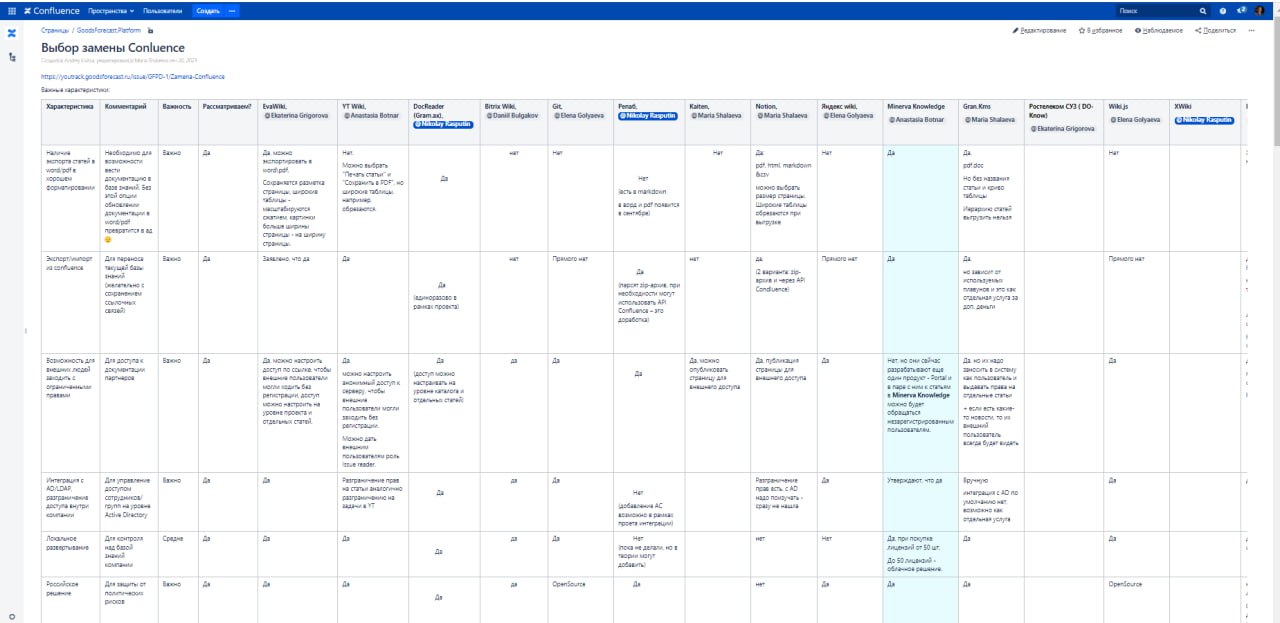 Confluence Пространства Пользователи Создать ... Поиск
Страницы / GoodsForecast.Platform
Редактирование В избранное Наблюдаемое Поделиться ...
Выбор замены Conluence
https://youtrack.goodsforecast.ru/issue/GFPD-1/Zamena-Confluence
Важные характеристики:
Характеристика
Комментарий
Важность
Рассматриваем?
EvaWiki,
@Ekaterina Grigorova
YT Wiki,
@Anastasia Botnar
DocReader
(Gram.ax),
@Nikolay Rasputin
Bitrix Wiki,
@Daniil Bulgakov
Git,
@Elena Golyaeva
Репаб,
@Nikolay Rasputin
Kaiten,
@Maria Shalaeva
Notion,
@Maria Shalaeva
Яндекс wiki,
@Elena Golyaeva
Minerva Knowledge
@Anastasia Botnar
Gran.Kms
@Maria Shalaeva
Ростелеком СУЗ ( DO-
Know)
@Ekaterina Grigorova
Wiki.js
@Elena Golyaeva
XWiki
@Nikolay Rasputin
Наличие
экспорта статей в
word/pdf в
хорошем
форматировании
Необходимо для
возможности
вести
документацию в
базе знаний. Без
этой опции
обновлении
документации в
word/pdf
превратится в ад
Важно
Да
Да, можно
экспортировать в
word\pdf.
Сохраняется разметка
страницы, широкие
таблицы -
масштабируются
сжатием, картинки
больше ширины
страницы - на ширину
страницы.
Нет.
Можно выбрать
"Печать статьи" и
"Сохранить в PDF", но
широкие таблицы,
например,
обрезаются
Да
нет
Нет
Нет
(есть в markdown
в ворд и pdf появится
в сентябре)
Нет
Да:
pdf, html, markdown
&csv
можно выбрать
размер страницы.
Широкие таблицы
обрезаются при
выгрузке
Нет
Да
Да,
pdf,doc
Но без названия
статьи и криво
таблицы
Иерархию статей
выгрузить нельзя
Нет
Экспорт/импорт
из confluence
Для переноса
текущей базы
знаний
(желательно с
сохранением
ссылочных
связей)
Важно
Да
Заявлено, что да
Да
Да
(единоразово в
рамках проекта)
нет
Прямого нет
Да
(парсят zip-архив, при
необходимости могут
использовать API
Confluence – это
доработка)
нет
да,
(2 варианта: zip-
архив и через API
Condluence)
Прямого нет
Да
Да,
но зависит от
используемых
плагунов и это как
отдельная услуга за
доп. деньги
Прямого нет
Возможность для
внешних людей
заходить с
ограниченными
правами
Для доступа к
документации
партнеров
Важно
Да
Да, можно настроить
доступ по ссылке, чтобы
внешние пользователи
могли ходить без
регистрации, доступ
можно настроить на
уровне проекта и
отдельных статей.
Да
можно настроить
анонимный доступ к
серверу, чтобы
внешние
пользователи могли
заходить без
регистрации.
Можно дать
внешним
пользователям роль
Issue reader.
Да
(доступ можно
настраивать на
уровне каталога и
отдельных статей)
да
Да
Да
Да, можно
опубликовать
страницу для
внешнего доступа
Да, публикация
страницы для
внешнего доступа
Да
Нет, но они сейчас
разрабатывают еще
один продукт - Portal и
в паре с ним к статьям
в Minerva Knowledge
можно будет
обращаться
незарегистрированным
пользователям.
Да, но их надо
заносить в систему
как пользователя и
выдавать права на
отдельные статьи
+ если есть какие-
то новости, то их
внешний
пользователь
всегда будет видеть
Да
Интеграция с
AD/LDAP,
разграничение
доступа внутри
компании
Для управление
доступом
сотрудников/
групп на уровне
Active Directory
Важно
Да
Да
Разграничение прав
на статьи аналогично
разграничению на
задачи в YT
Да
да
Да
Нет
(добавление АС
возможно в рамках
проета интеграции)
Разграничение
прав есть, с AD
надо поизучать -
сразу не нашла
Да
Утверждают, что да
Вручную
интеграция с AD по
умолчанию нет,
возможно как
отдельная услуга
Да
Локальное
развертывание
Для контроля
над базой
знаний
компании
Средне
Да
Да
Да
Да
да
Да
Нет
(пока не делали, но в
теории могут
добавить)
нет
Нет
Да, при покупке
лицензий от 50 шт.
До 50 лицензий -
облачное решение.
Да
Да
Российское
решение
Для защиты от
политических
рисков
Важно
Да
Да
Да
Да
да
OpenSource
Да
нет
Да
Да
Да
OpenSource